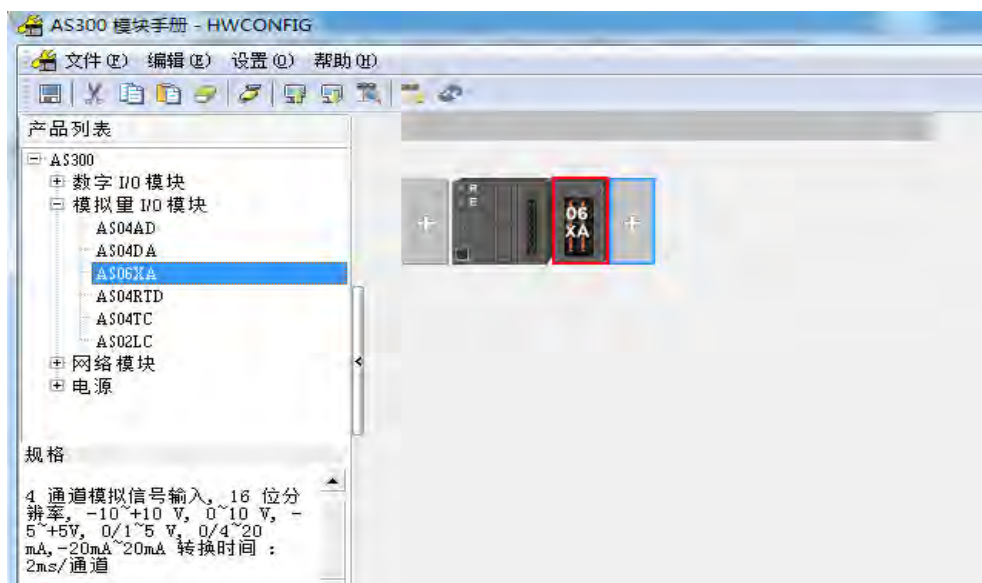 AS300 模块手册 - HWCONFIG
文件(F) 编辑(E) 设置(O) 帮助(H)
产品列表
AS300
数字 I/O 模块
模拟量 I/O 模块
AS04AD
AS04DA
AS06XA
AS04RTD
AS04TC
AS02LC
网络模块
电源
R
E
06
XA
规格
4 通道模拟信号输入, 16 位分
辨率, -10~+10 V, 0~10 V, -
5~+5V, 0/1~5 V, 0/4~20
mA,-20mA~20mA 转换时间 :
2ms/通道